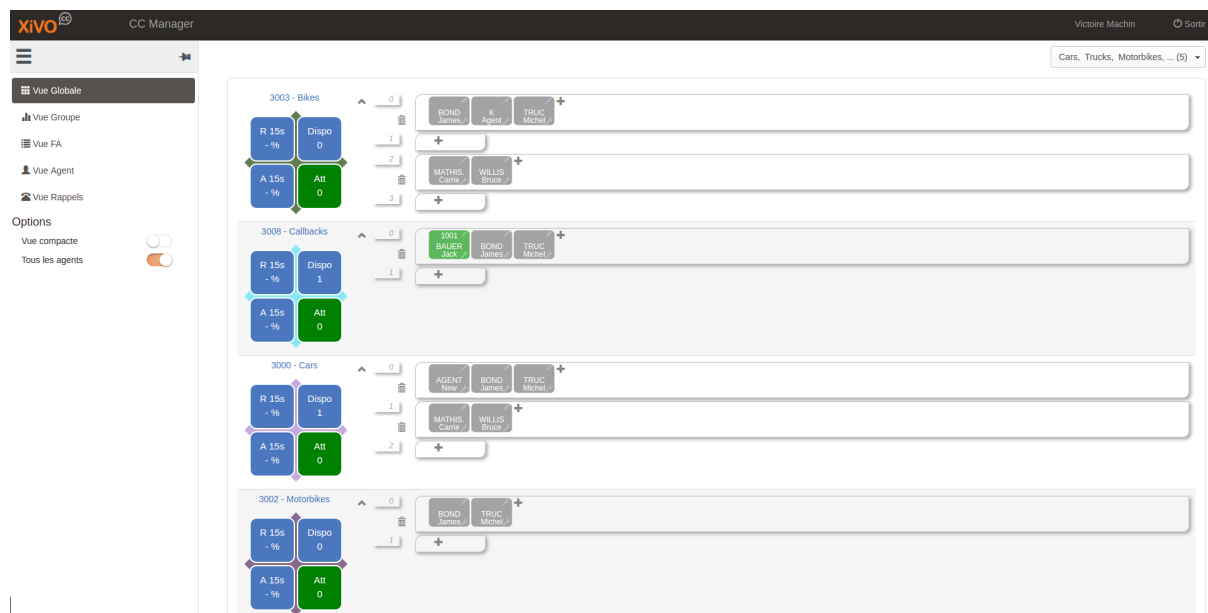 XiVO CC
CC Manager
Victoire Machin
Sortir
Cars, Trucks, Motorbikes, ... (5)
Vue Globale
Vue Groupe
Vue FA
Vue Agent
Vue Rappels
Options
Vue compacte
Tous les agents
3003 - Bikes
R 15s
- %
Dispo
0
A 15s
- %
Att
0
0
BOND
James
K
Agent
TRUC
Michel
1
2
MATHIS.
Carrie
WILLIS
Bruce
3
3008 - Callbacks
R 15s
- %
Dispo
1
A 15s
- %
Att
0
0
1001
BAUER
Jack
BOND
James
TRUC
Michel
1
3000 - Cars
R 15s
- %
Dispo
1
A 15s
- %
Att
0
0
AGENT
New
BOND
James
TRUC
Michel
1
MATHIS.
Carrie
WILLIS
Bruce
2
3002 - Motorbikes
R 15s
- %
Dispo
0
A 15s
- %
Att
0
0
BOND
James
TRUC
Michel
1